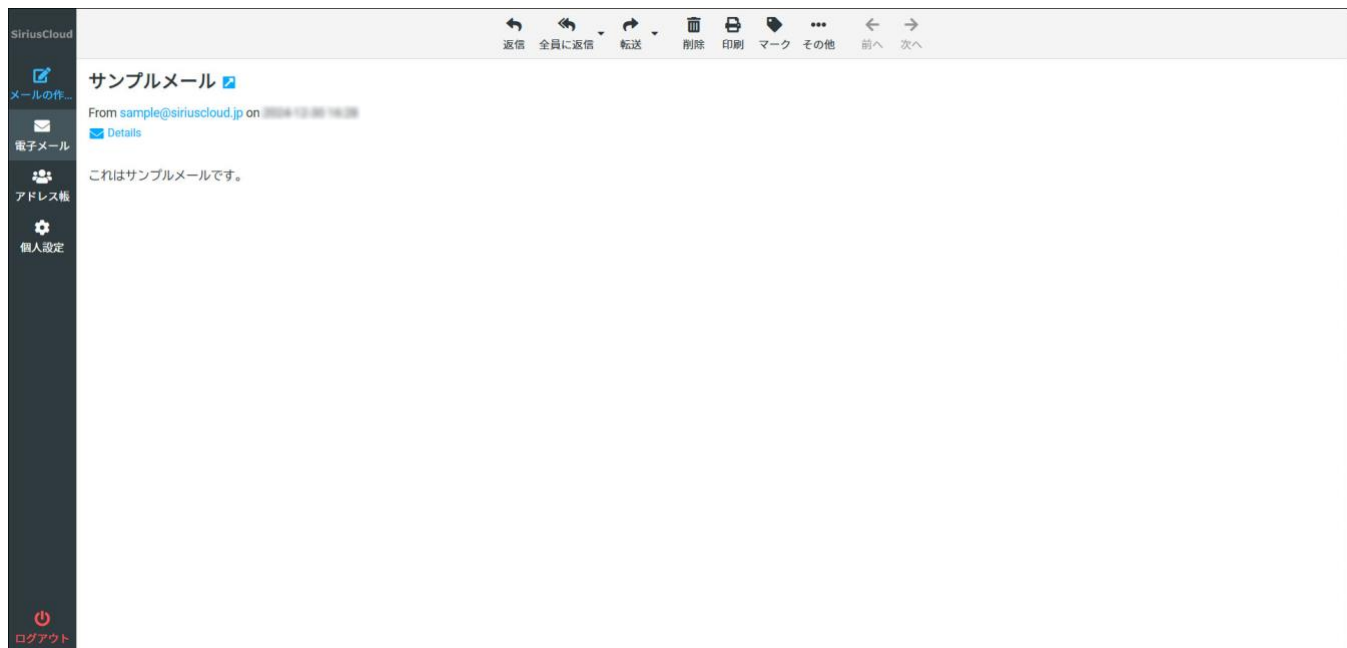 SiriusCloud
返信 全員に返信 転送 削除 印刷 マーク その他 前へ 次へ
メールの作...
電子メール
アドレス帳
個人設定
ログアウト
サンプルメール
From sample@siriuscloud.jp on
Details
これはサンプルメールです。